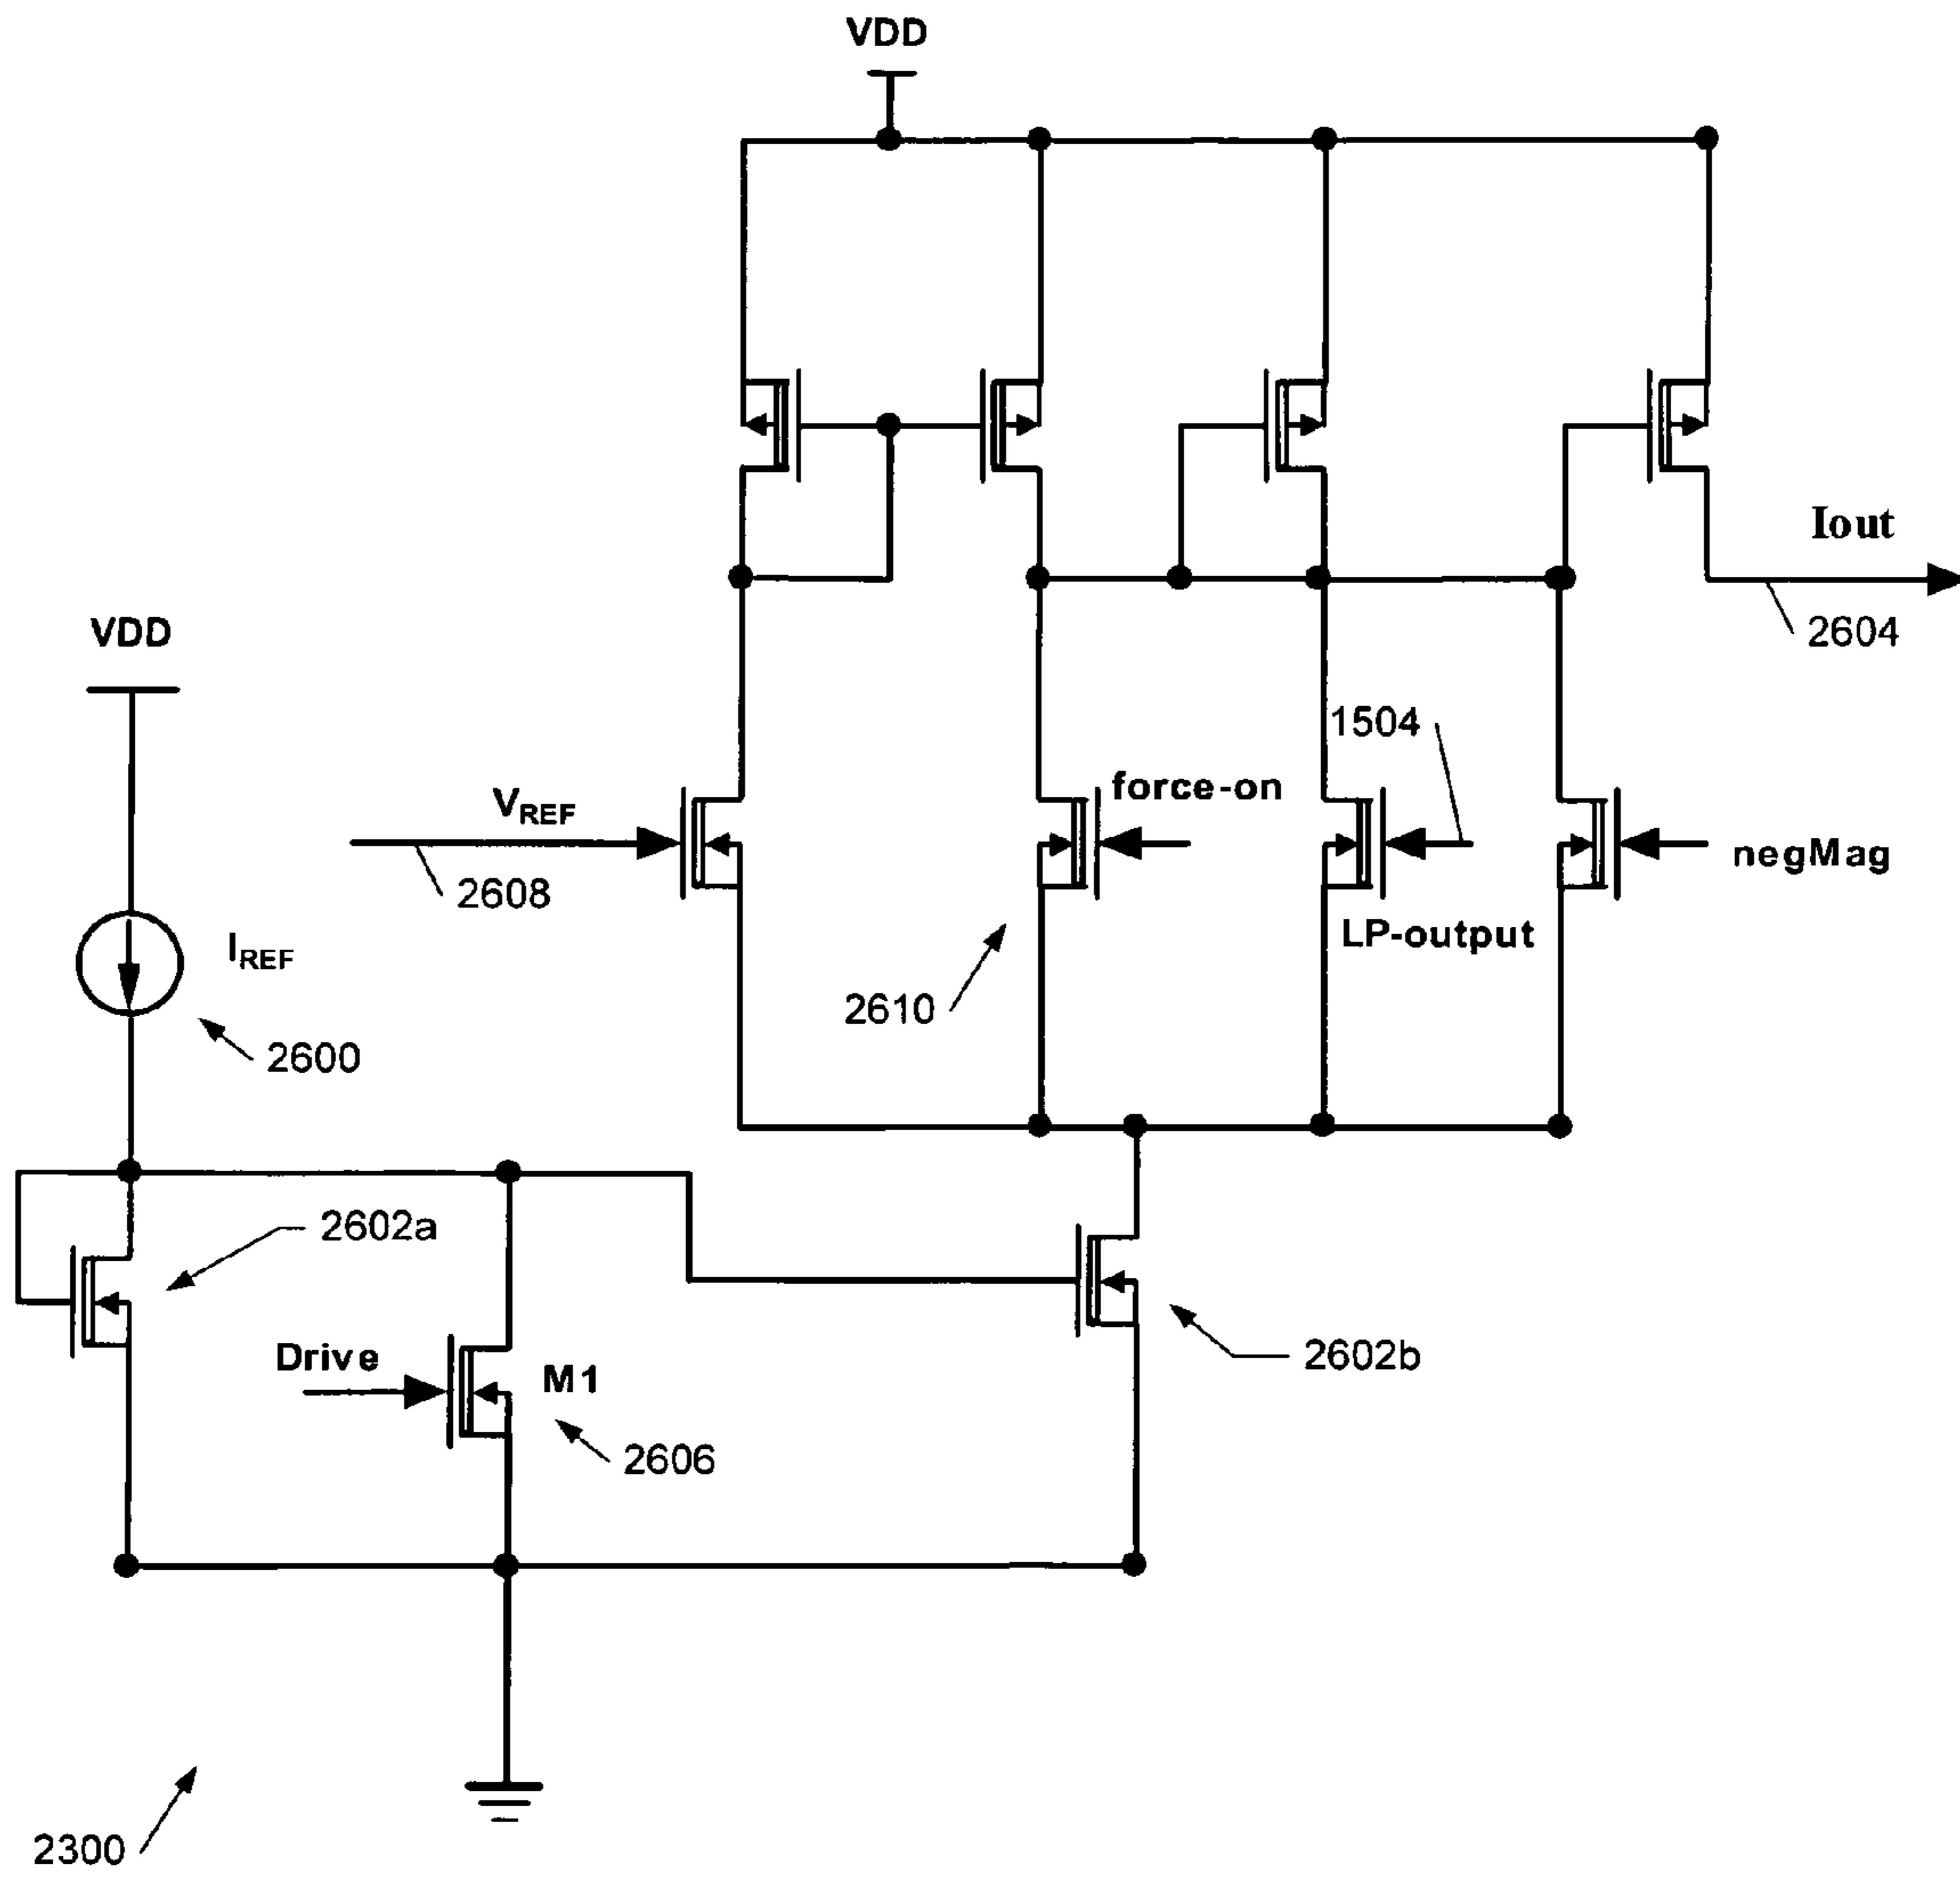 VDD
Iout
2604
VDD
1504
force-on
VREF
negMag
2608
LP-output
IREF
2610
2600
2602a
Drive
M1
2602b
2606
2300